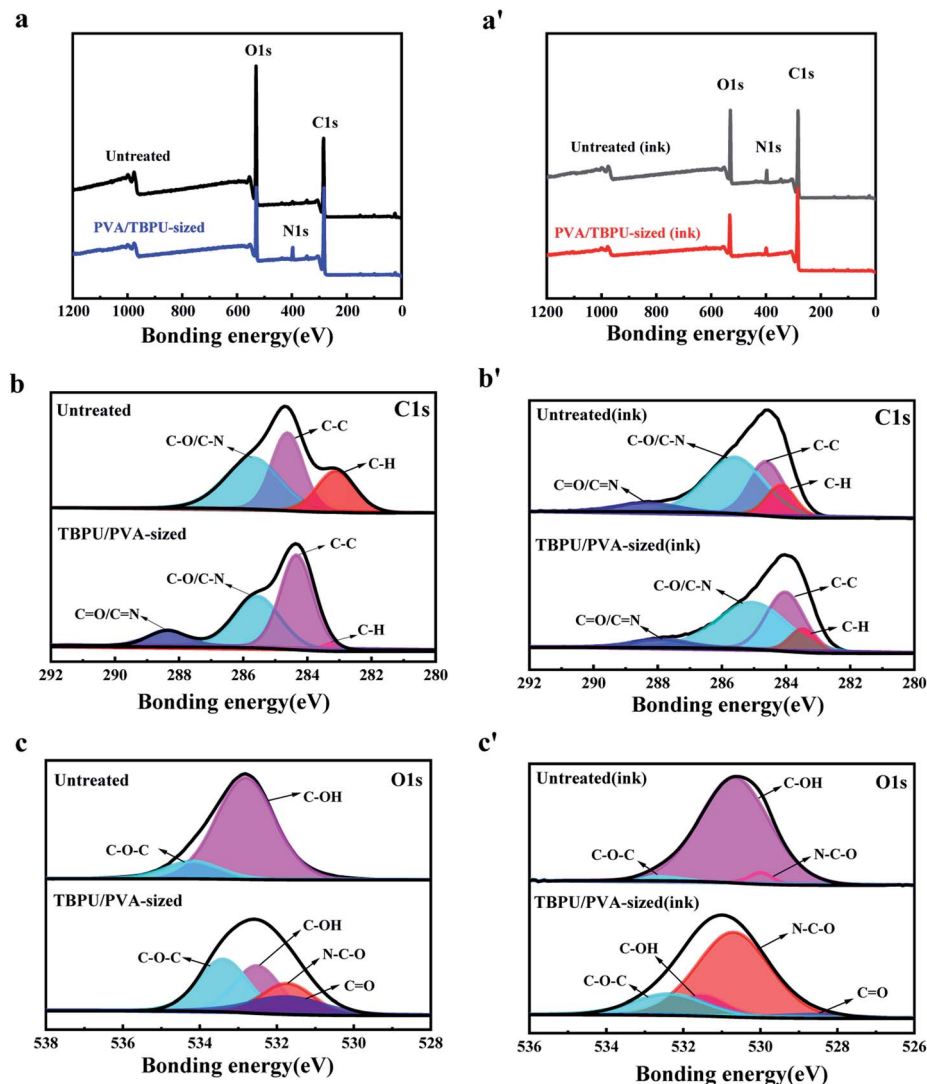 a
O1s
C1s
Untreated
PVA/TBPU-sized
N1s
1200 1000 800 600 400 200 0
Bonding energy(eV)
a'
O1s
C1s
Untreated (ink)
N1s
PVA/TBPU-sized (ink)
1200 1000 800 600 400 200 0
Bonding energy(eV)
b
Untreated
C1s
C-O/C-N
C-C
C-H
TBPU/PVA-sized
C-C
C-O/C-N
C=O/C=N
C-H
292 290 288 286 284 282 280
Bonding energy(eV)
b'
Untreated(ink)
C1s
C-O/C-N
C-C
C=O/C=N
C-H
TBPU/PVA-sized(ink)
C-O/C-N
C-C
C=O/C=N
C-H
292 290 288 286 284 282 280
Bonding energy(eV)
c
Untreated
O1s
C-OH
C-O-C
TBPU/PVA-sized
C-OH
C-O-C
N-C-O
C=O
538 536 534 532 530 528
Bonding energy(eV)
c'
Untreated(ink)
O1s
C-OH
C-O-C
N-C-O
TBPU/PVA-sized(ink)
N-C-O
C-OH
C-O-C
C=O
536 534 532 530 528 526
Bonding energy(eV)